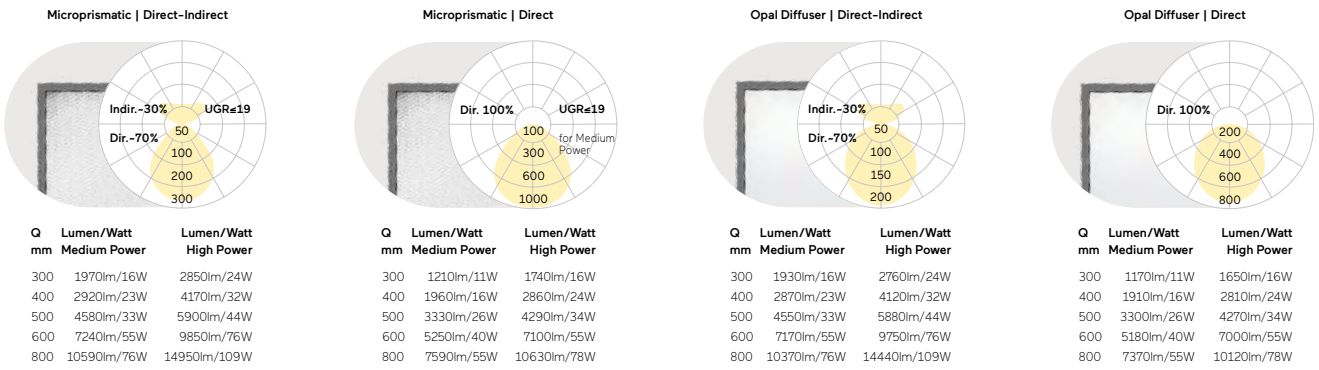 Microprismatic | Direct-Indirect
Indir.~30%
UGR≤19
Dir.~70%
50
100
200
300
Q Lumen/Watt Lumen/Watt
mm Medium Power High Power
300 1970lm/16W 2850lm/24W
400 2920lm/23W 4170lm/32W
500 4580lm/33W 5900lm/44W
600 7240lm/55W 9850lm/76W
800 10590lm/76W 14950lm/109W
Microprismatic | Direct
Dir. 100%
UGR≤19
for Medium
Power
100
300
600
1000
Q Lumen/Watt Lumen/Watt
mm Medium Power High Power
300 1210lm/11W 1740lm/16W
400 1960lm/16W 2860lm/24W
500 3330lm/26W 4290lm/34W
600 5250lm/40W 7100lm/55W
800 7590lm/55W 10630lm/78W
Opal Diffuser | Direct-Indirect
Indir.~30%
Dir.~70%
50
100
150
200
Q Lumen/Watt Lumen/Watt
mm Medium Power High Power
300 1930lm/16W 2760lm/24W
400 2870lm/23W 4120lm/32W
500 4550lm/33W 5880lm/44W
600 7170lm/55W 9750lm/76W
800 10370lm/76W 14440lm/109W
Opal Diffuser | Direct
Dir. 100%
200
400
600
800
Q Lumen/Watt Lumen/Watt
mm Medium Power High Power
300 1170lm/11W 1650lm/16W
400 1910lm/16W 2810lm/24W
500 3300lm/26W 4270lm/34W
600 5180lm/40W 7000lm/55W
800 7370lm/55W 10120lm/78W